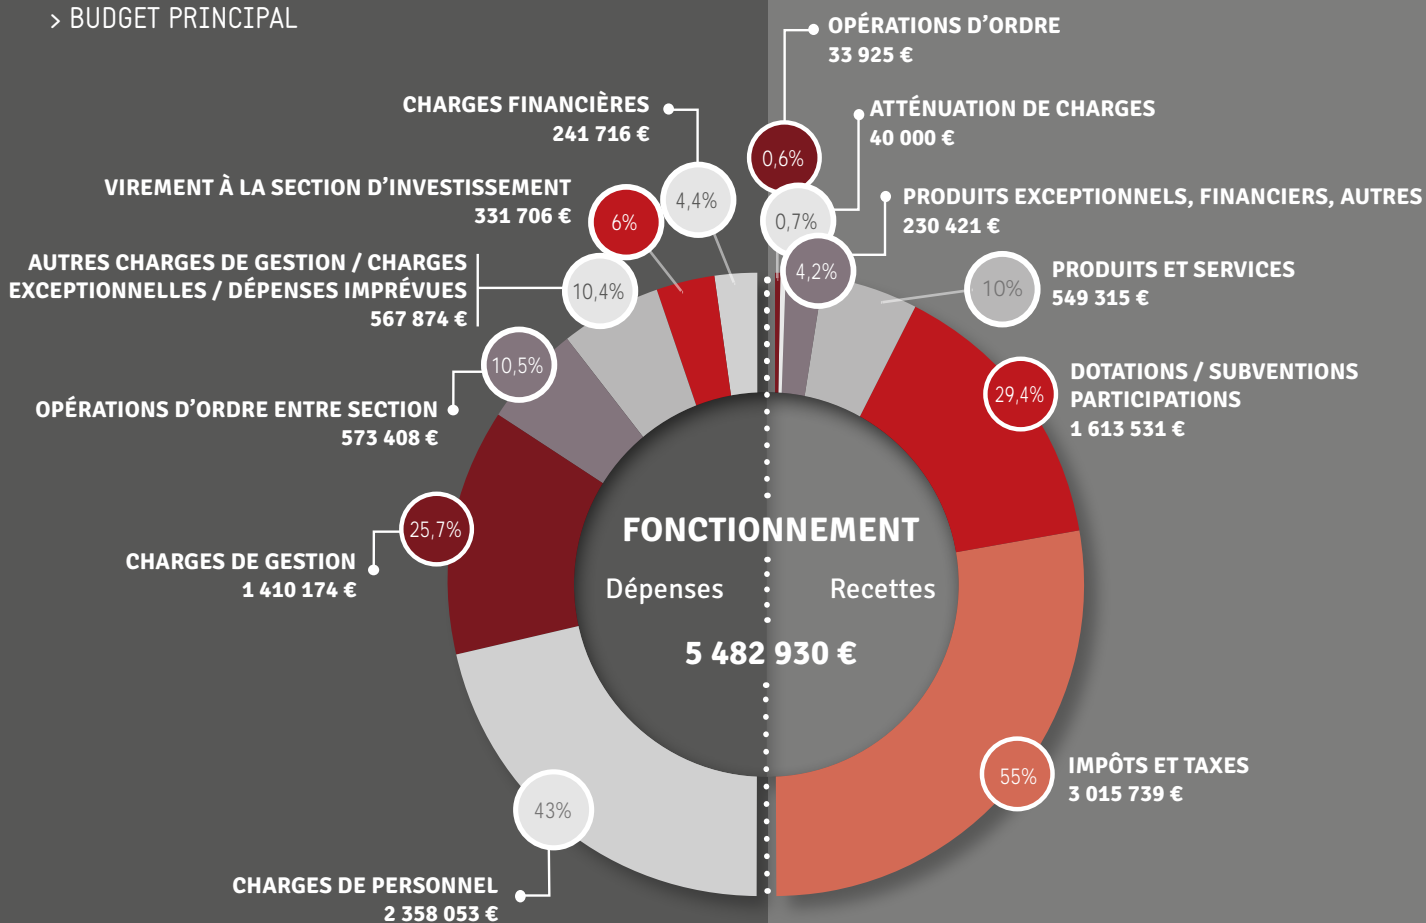 > BUDGET PRINCIPAL
CHARGES FINANCIÈRES
241 716 €
4,4%
VIREMENT À LA SECTION D'INVESTISSEMENT
331 706 €
6%
AUTRES CHARGES DE GESTION / CHARGES
EXCEPTIONNELLES / DÉPENSES IMPRÉVUES
567 874 €
10,4%
OPÉRATIONS D'ORDRE ENTRE SECTION
573 408 €
10,5%
CHARGES DE GESTION
1 410 174 €
25,7%
CHARGES DE PERSONNEL
2 358 053 €
43%
OPÉRATIONS D'ORDRE
33 925 €
0,6%
ATTÉNUATION DE CHARGES
40 000 €
0,7%
PRODUITS EXCEPTIONNELS, FINANCIERS, AUTRES
230 421 €
4,2%
PRODUITS ET SERVICES
549 315 €
10%
DOTATIONS / SUBVENTIONS
PARTICIPATIONS
1 613 531 €
29,4%
IMPÔTS ET TAXES
3 015 739 €
55%
FONCTIONNEMENT
Dépenses Recettes
5 482 930 €